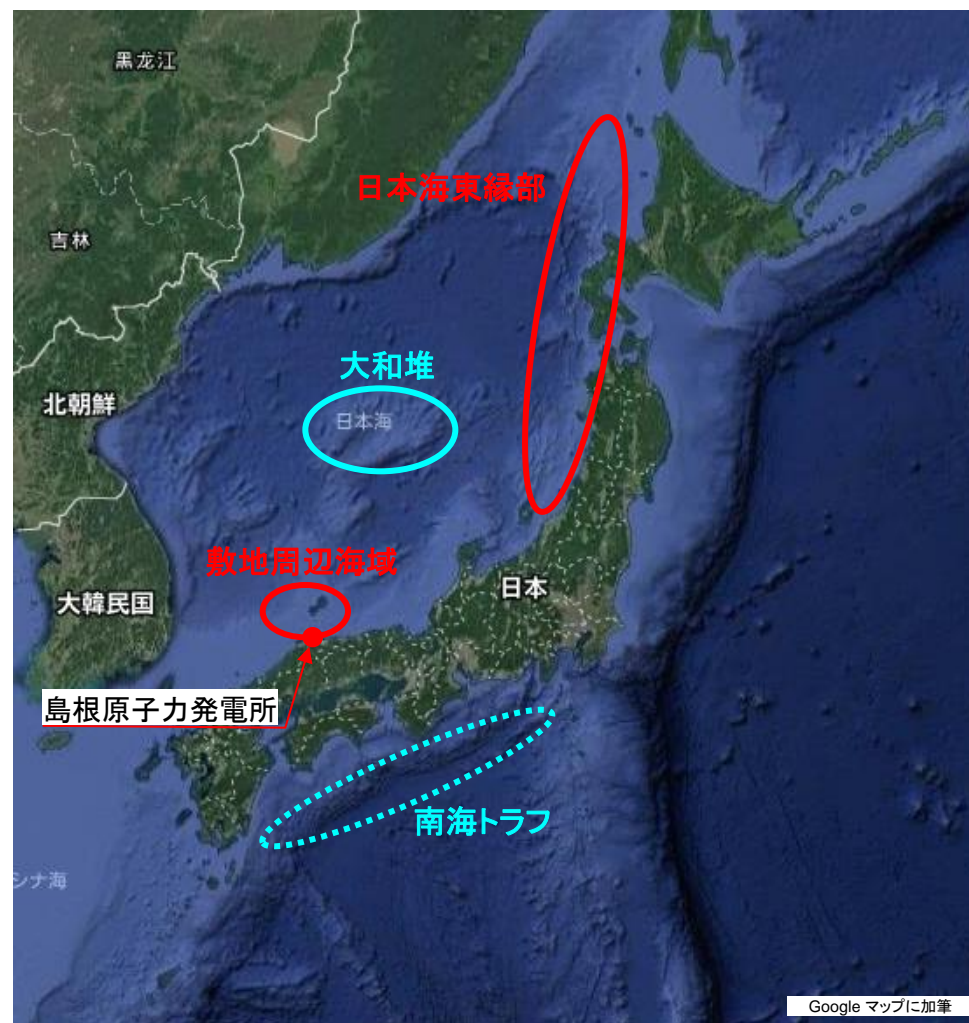 黑龙江
日本海東縁部
吉林
大和堆
北朝鮮
日本海
敷地周辺海域
日本
大韓民国
島根原子力発電所
南海トラフ
シナ海
Google マップに加筆